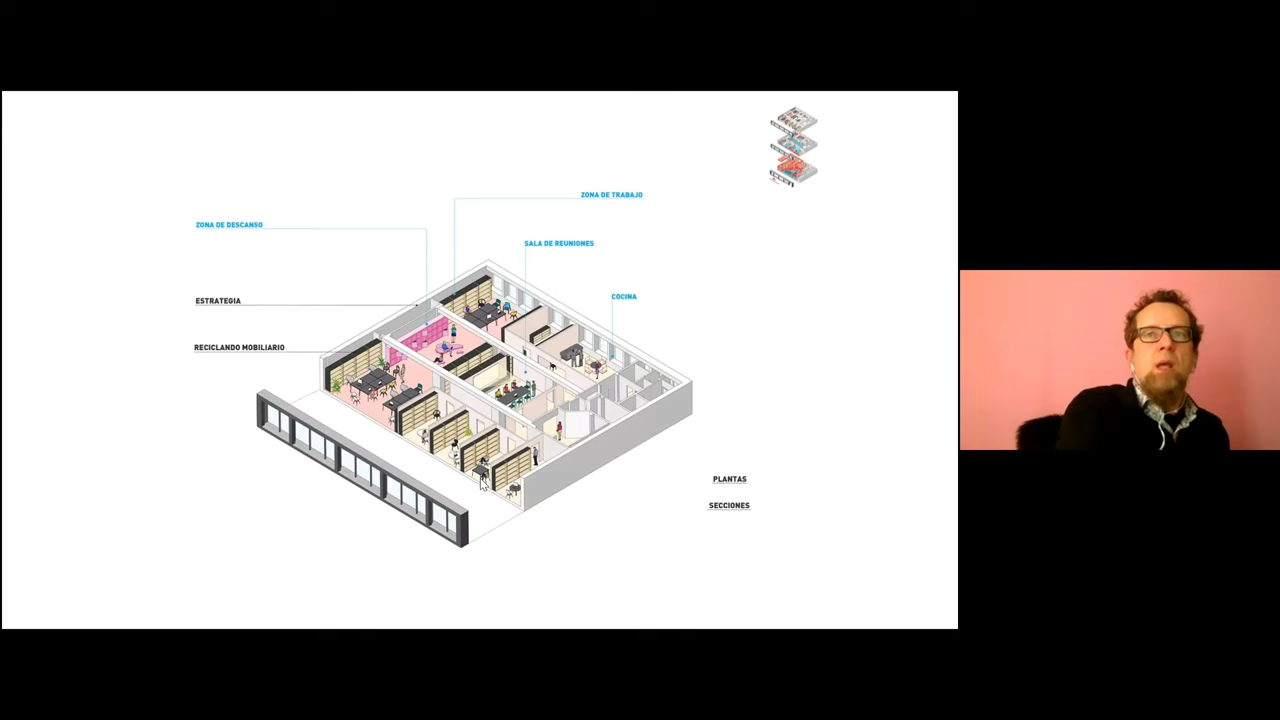 ZONA DE TRABAJO
ZONA DE DESCANSO
SALA DE REUNIONES
COCINA
ESTRATEGIA
RECICLANDO MOBILIARIO
PLANTAS
SECCIONES